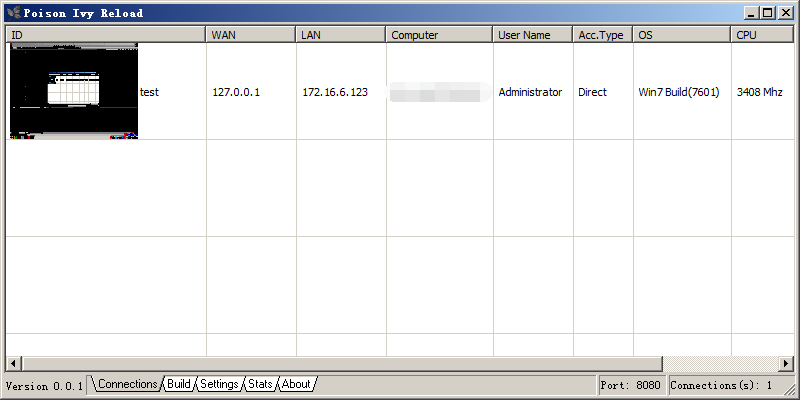 Poison Ivy Reload
ID WAN LAN Computer User Name Acc.Type OS CPU
test 127.0.0.1 172.16.6.123 Administrator Direct Win7 Build(7601) 3408 Mhz
Version 0.0.1 Connections Build Settings Stats About Port: 8080 Connections(s): 1